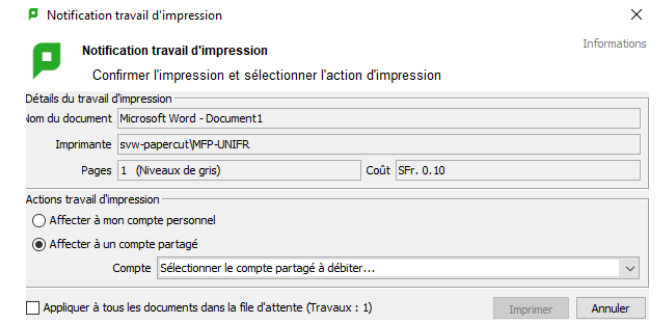 Notification travail d'impression
Informations
Notification travail d'impression
Confirmer l'impression et sélectionner l'action d'impression
Détails du travail d'impression
Nom du document Microsoft Word - Document1
Imprimante svw-papercut\MFP-UNIFR
Pages 1 (Niveaux de gris) Coût SFr. 0.10
Actions travail d'impression
Affecter à mon compte personnel
Affecter à un compte partagé
Compte Sélectionner le compte partagé à débiter...
Appliquer à tous les documents dans la file d'attente (Travaux : 1) Imprimer Annuler